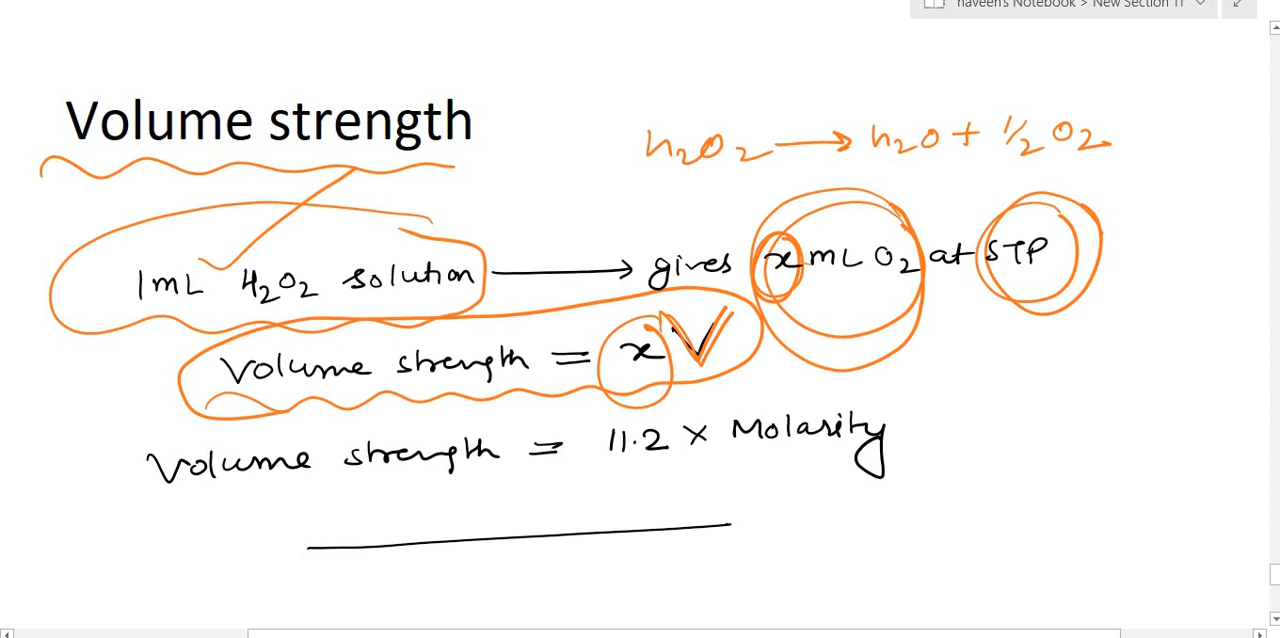 naveen's Notebook > New Section 11
Volume strength
H2O2 → H2O + 1/2 O2
1mL H2O2 solution → gives x mL O2 at STP
Volume strength = x
Volume strength = 11.2 × Molarity